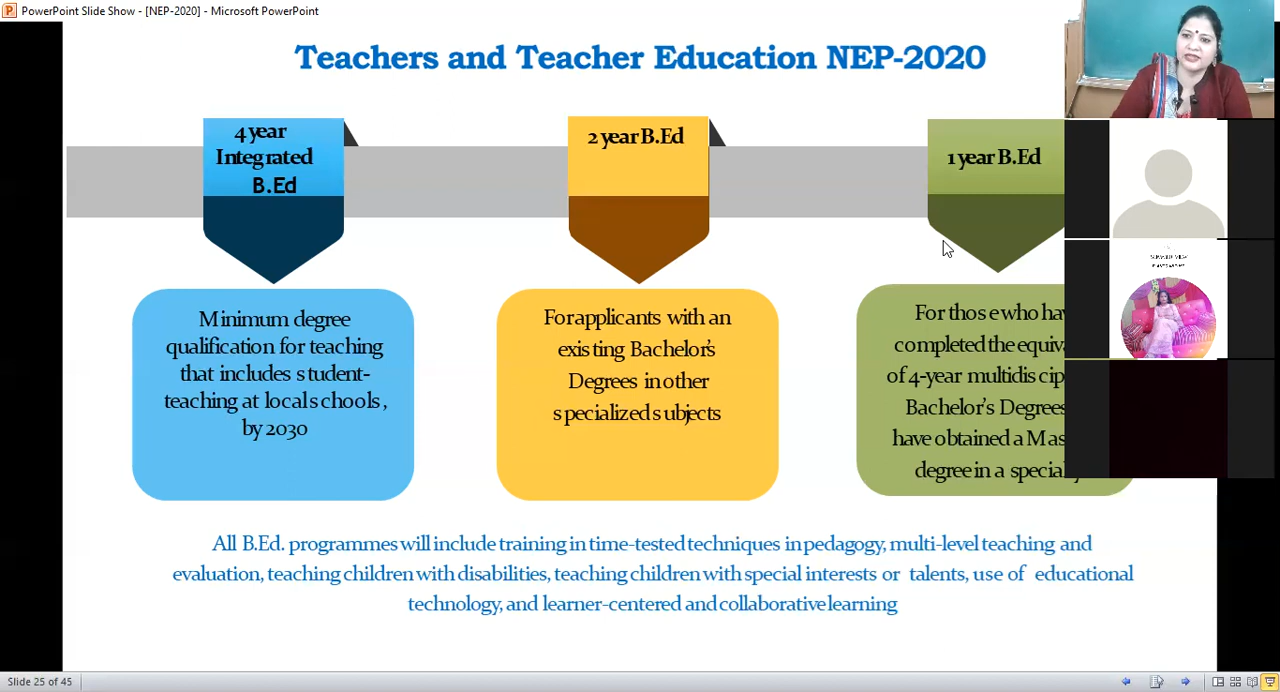 PowerPoint Slide Show - [NEP-2020] - Microsoft PowerPoint
Teachers and Teacher Education NEP-2020
4 year
Integrated
B.Ed
2 year B.Ed
1 year B.Ed
Minimum degree
qualification for teaching
that includes student-
teaching at local schools,
by 2030
For applicants with an
existing Bachelor's
Degrees in other
specialized subjects
For those who
completed the
of 4-year
Bachelor's Degrees
have obtained a
degree in a
All B.Ed. programmes will include training in time-tested techniques in pedagogy, multi-level teaching and
evaluation, teaching children with disabilities, teaching children with special interests or talents, use of educational
technology, and learner-centered and collaborative learning
Slide 25 of 45